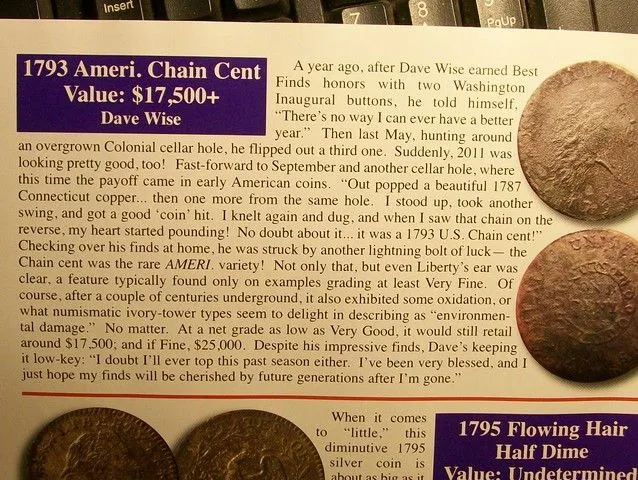 Insert
7
8
9
PgUp
1793 Ameri. Chain Cent
Value: $17,500+
Dave Wise
A year ago, after Dave Wise earned Best
Finds honors with two Washington
Inaugural buttons, he told himself,
“There’s no way I can ever have a better
year.”  Then last May, hunting around
an overgrown Colonial cellar hole, he flipped out a third one.  Suddenly, 2011 was
looking pretty good, too!  Fast-forward to September and another cellar hole, where
this time the payoff came in early American coins.  “Out popped a beautiful 1787
Connecticut copper... then one more from the same hole.  I stood up, took another
swing, and got a good ‘coin’ hit.  I knelt again and dug, and when I saw that chain on the
reverse, my heart started pounding!  No doubt about it... it was a 1793 U.S. Chain cent!”
Checking over his finds at home, he was struck by another lightning bolt of luck— the
Chain cent was the rare AMERI. variety!  Not only that, but even Liberty’s ear was
clear, a feature typically found only on examples grading at least Very Fine.  Of
course, after a couple of centuries underground, it also exhibited some oxidation, or
what numismatic ivory-tower types seem to delight in describing as “environmen-
tal damage.”  No matter.  At a net grade as low as Very Good, it would still retail
around $17,500; and if Fine, $25,000.  Despite his impressive finds, Dave’s keeping
it low-key: “I doubt I’ll ever top this past season either.  I’ve been very blessed, and I
just hope my finds will be cherished by future generations after I’m gone.”
When it comes
to “little,” this
diminutive 1795
silver coin is
about as big as it
1795 Flowing Hair
Half Dime
Value: Undetermined